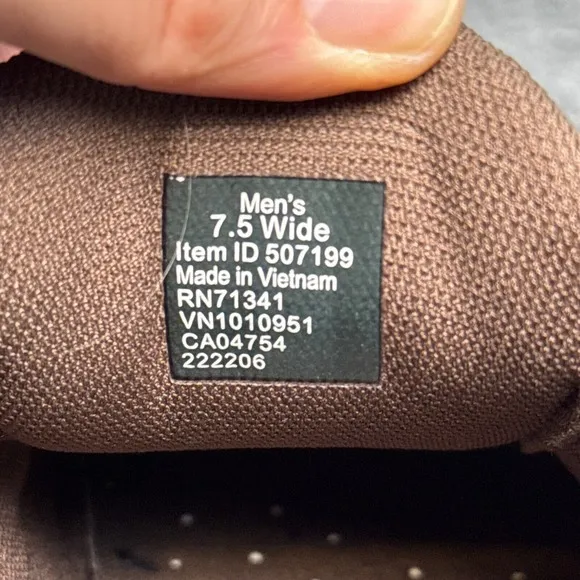 Men's
7.5 Wide
Item ID 507199
Made in Vietnam
RN71341
VN1010951
CA04754
222206